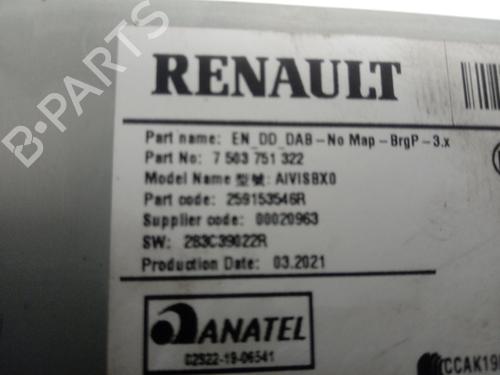 RENAULT
Part name: EN_DD_DAB-No Map-BrgP-3.x
Part No: 7 503 751 322
Model Name 型號: AIVISBX0
Part code: 259153546R
Supplier code: 00020963
SW: 283C39022R
Production Date: 03.2021
ANATEL
02922-19-06541
CCAK19
B-PARTS